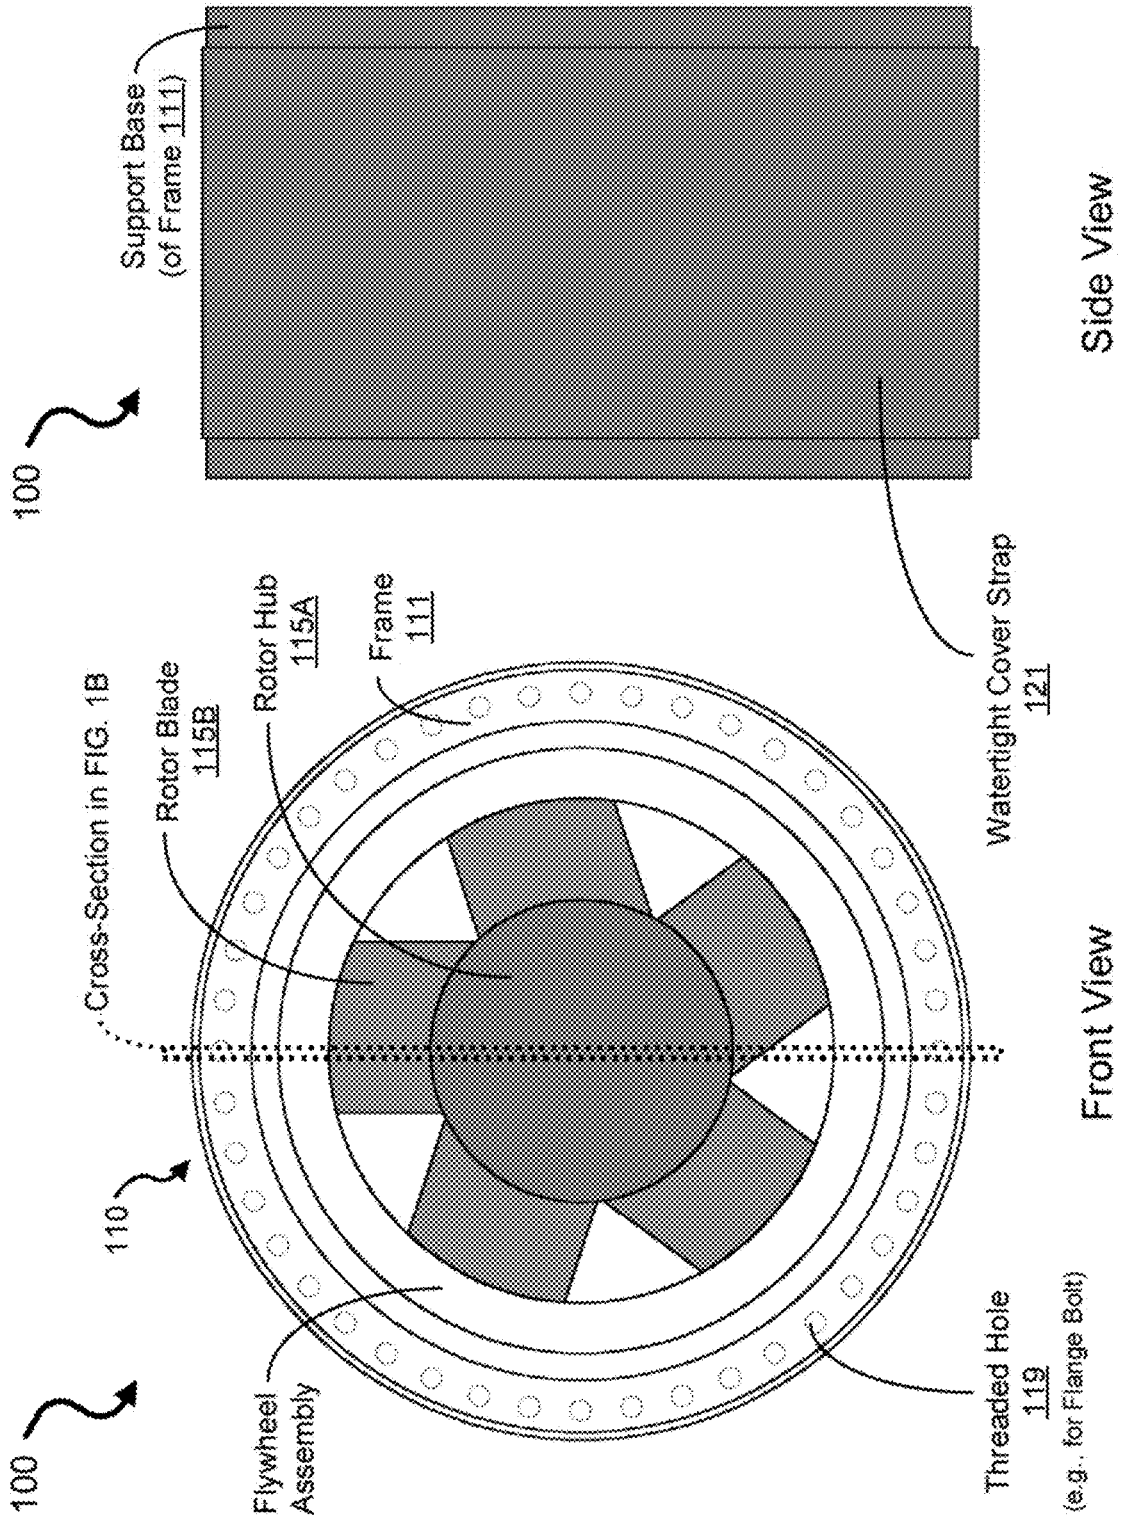 100
110
Cross-Section in FIG. 1B
Rotor Blade
115B
Rotor Hub
115A
Frame
111
Flywheel
Assembly
Threaded Hole
119
(e.g., for Flange Bolt)
Front View
100
Support Base
(of Frame 111)
Watertight Cover Strap
121
Side View